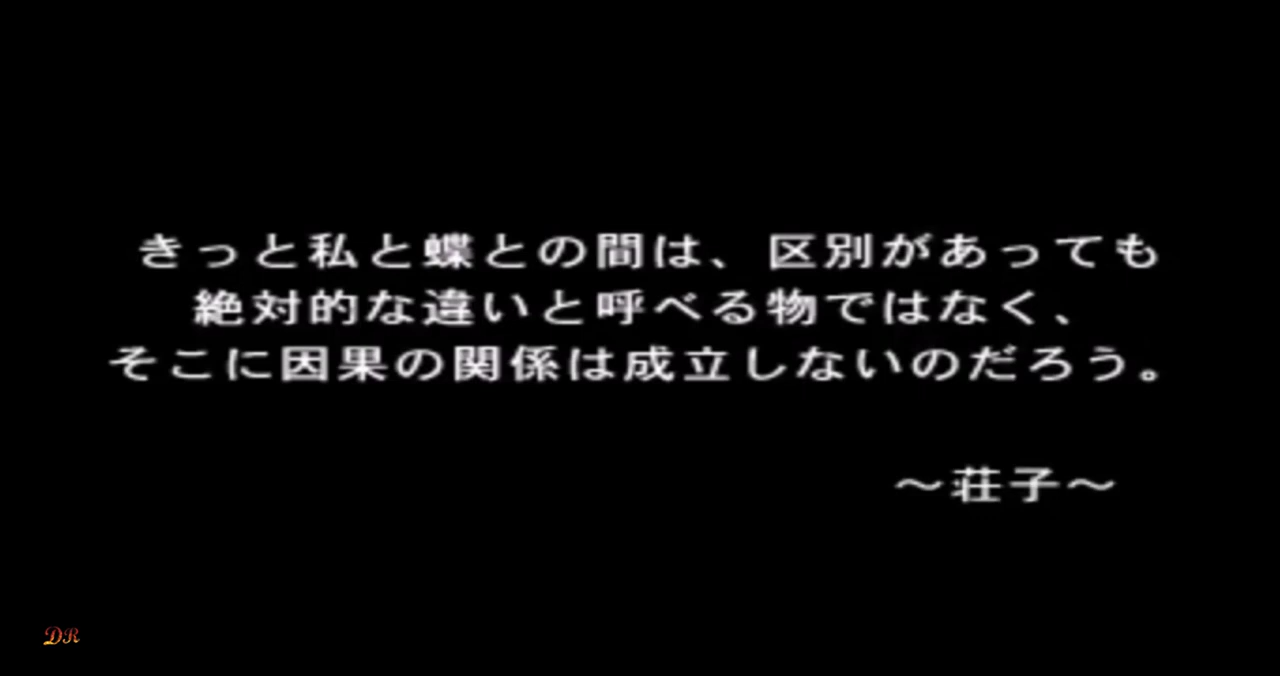 きっと私と蝶との間は、区別があっても
絶対的な違いと呼べる物ではなく、
そこに因果の関係は成立しないのだろう。
～荘子～
DR